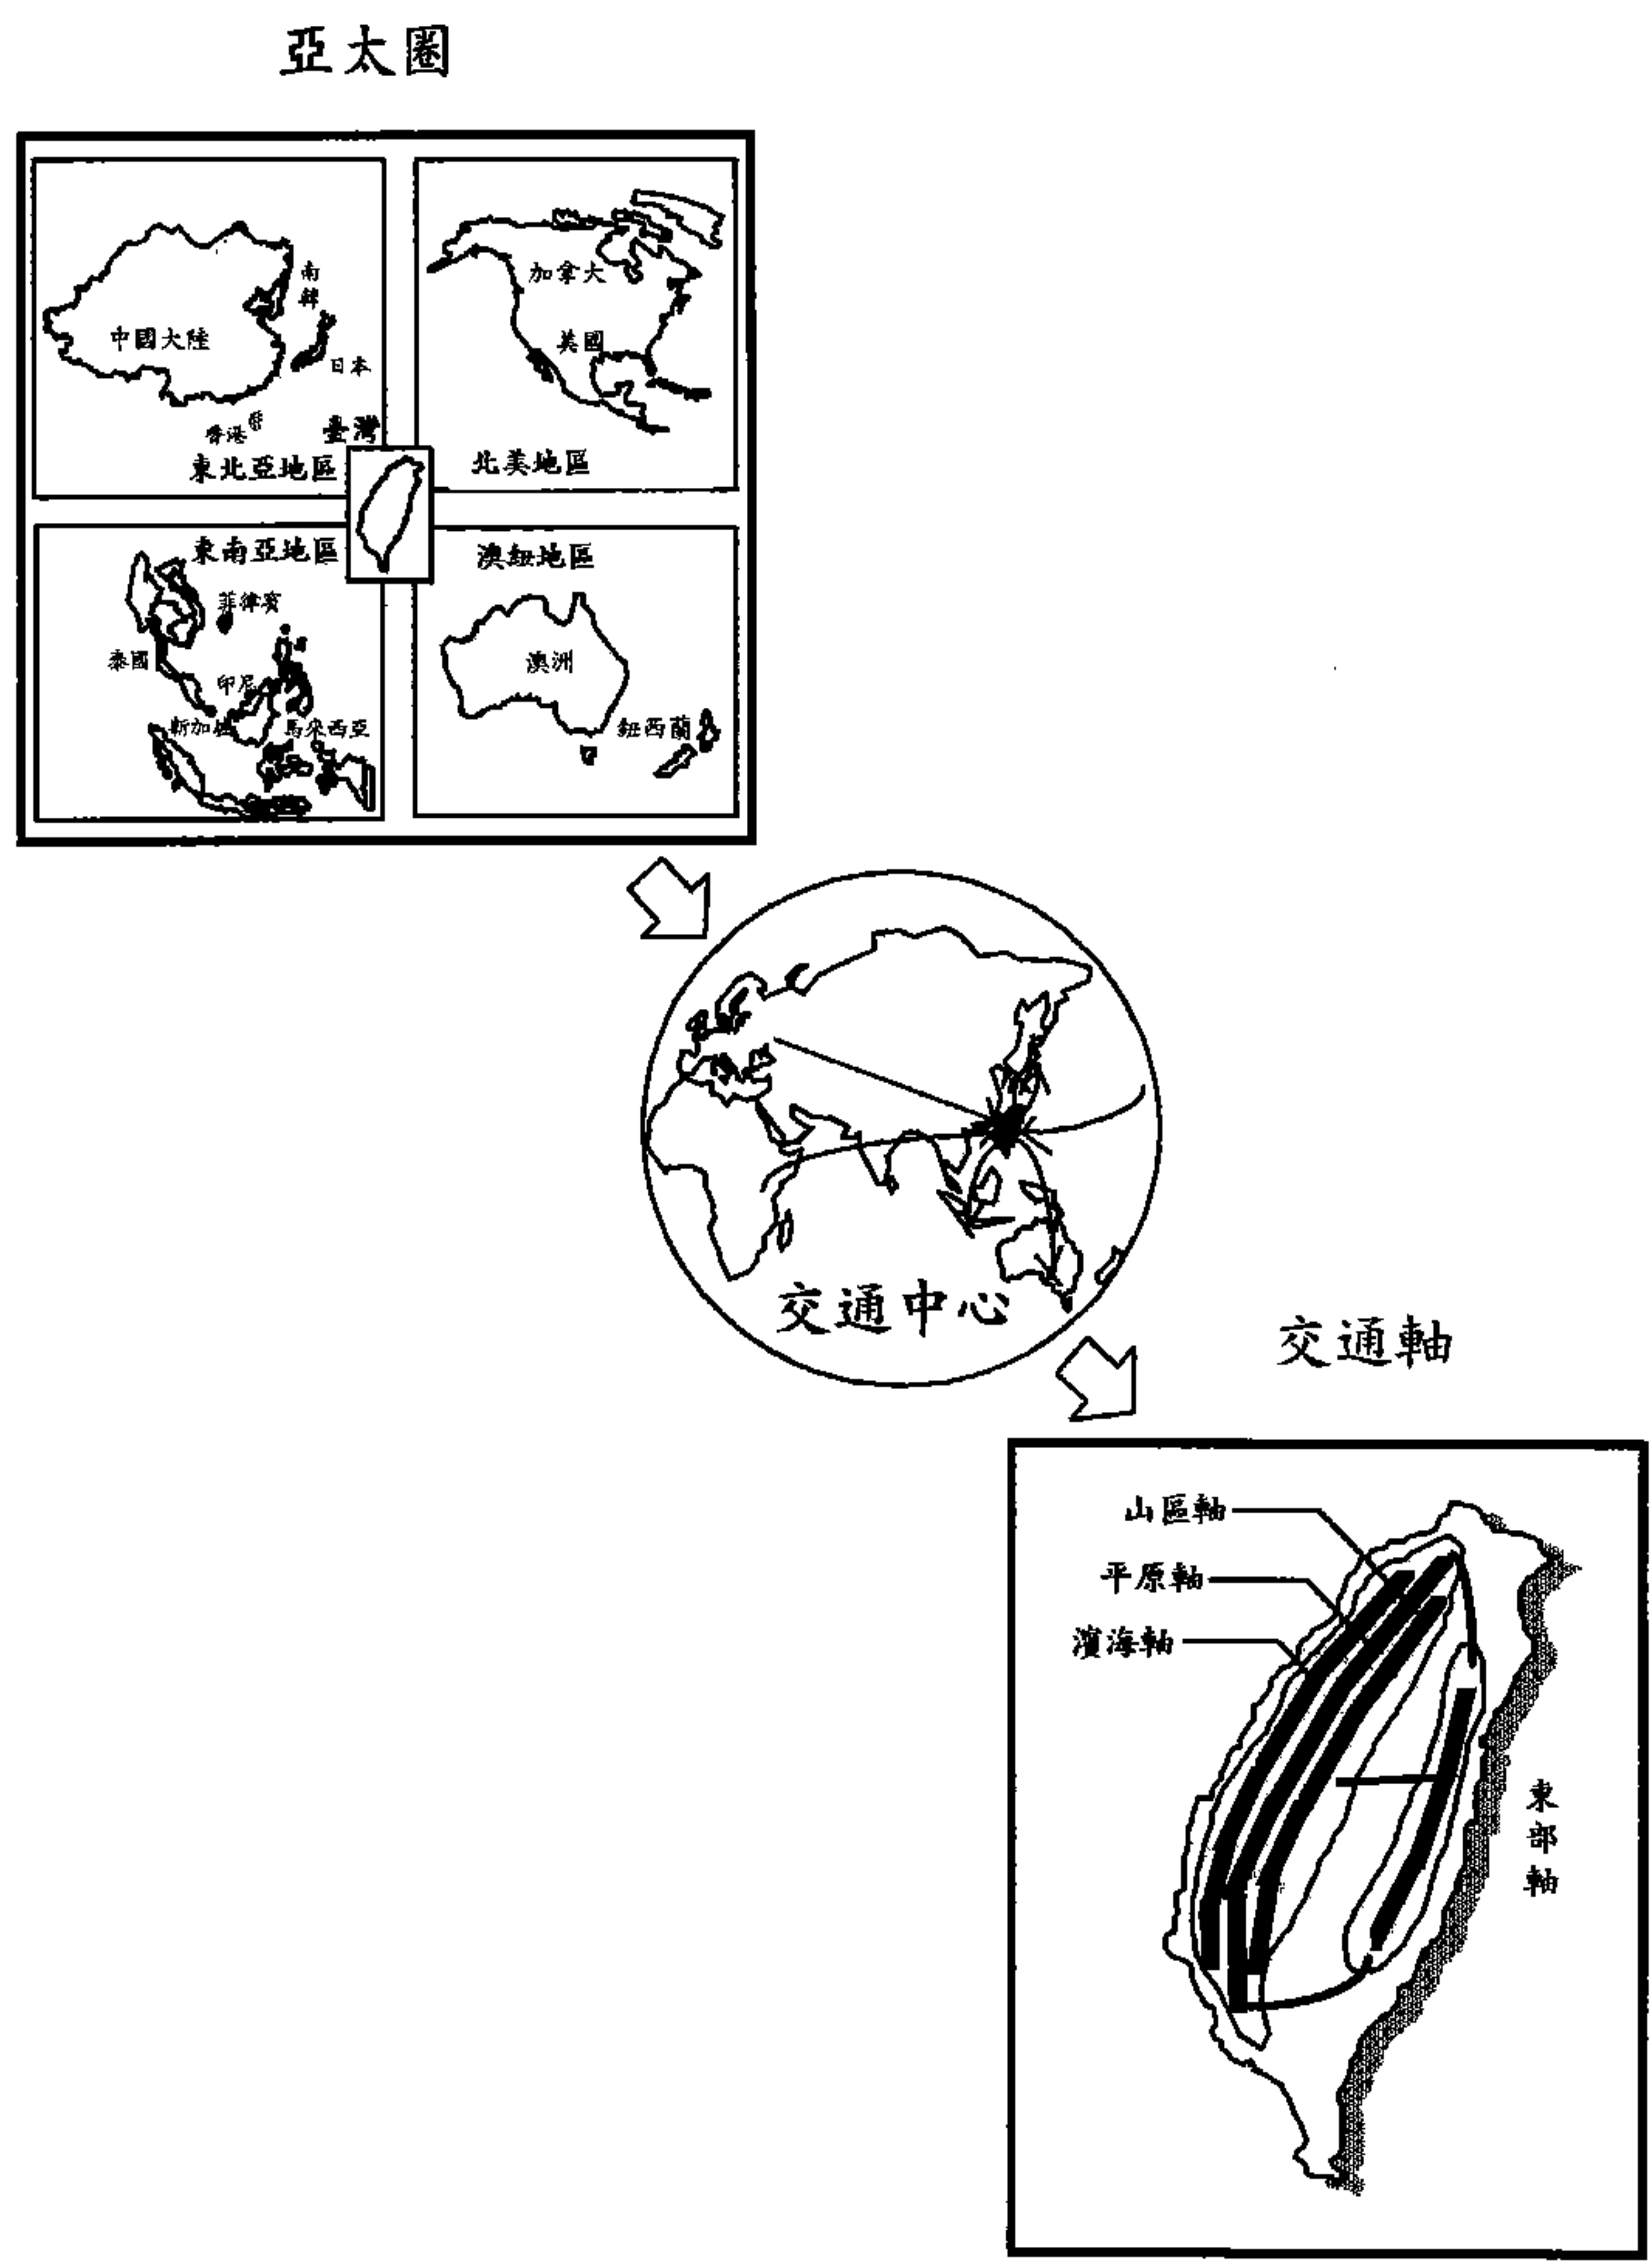 亞太圈
南韓
中國大陸
日本
香港
臺灣
東北亞地區
加拿大
美國
北美地區
東南亞地區
菲律賓
泰國
印尼
新加坡
馬來西亞
澳紐地區
澳洲
紐西蘭
交通中心
交通軸
山區軸
平原軸
濱海軸
東部軸